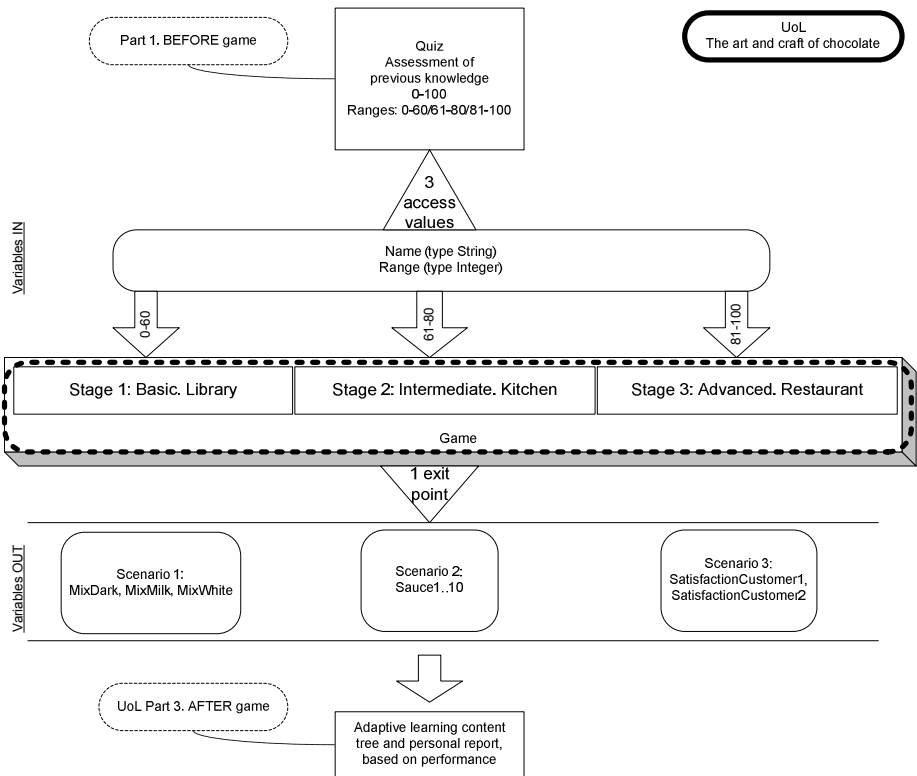 Part 1. BEFORE game
Quiz
Assessment of
previous knowledge
0-100
Ranges: 0-60/61-80/81-100
UoL
The art and craft of chocolate
3
access
values
Variables IN
Name (type String)
Range (type Integer)
0-60
61-80
81-100
Stage 1: Basic. Library
Stage 2: Intermediate. Kitchen
Stage 3: Advanced. Restaurant
Game
1 exit
point
Variables OUT
Scenario 1:
MixDark, MixMilk, MixWhite
Scenario 2:
Sauce1..10
Scenario 3:
SatisfactionCustomer1,
SatisfactionCustomer2
UoL Part 3. AFTER game
Adaptive learning content
tree and personal report,
based on performance